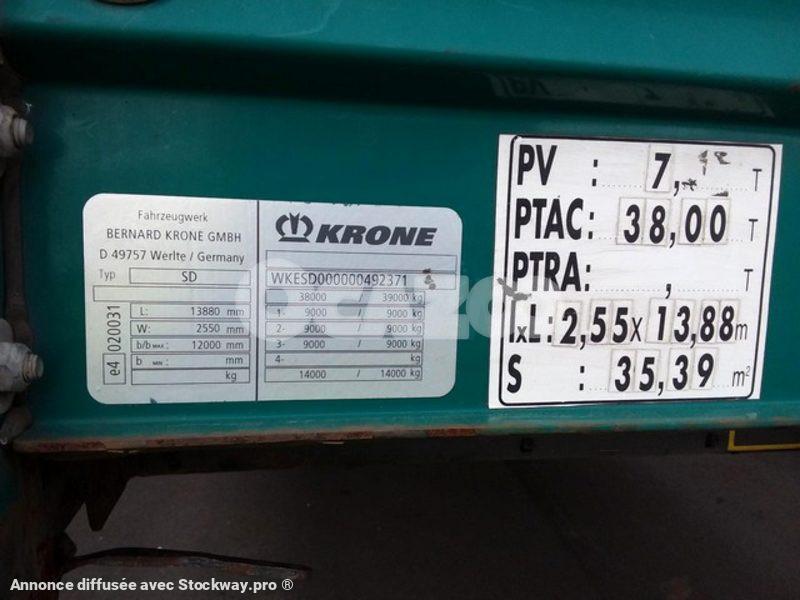 Fahrzeugwerk
BERNARD KRONE GMBH
D 49757 Werlte / Germany
Typ SD
e4 020031
L: 13880 mm
W: 2550 mm
b/b MAX: 12000 mm
b MIN: mm
kg
KRONE
WKESD000000492371
38000 / 39000 kg
1- 9000 / 9000 kg
2- 9000 / 9000 kg
3- 9000 / 9000 kg
4- kg
14000 / 14000 kg
PV : 7, T
PTAC: 38,00 T
PTRA: , T
lxL: 2,55x 13,88m
S : 35,39 m²
Annonce diffusée avec Stockway.pro ®